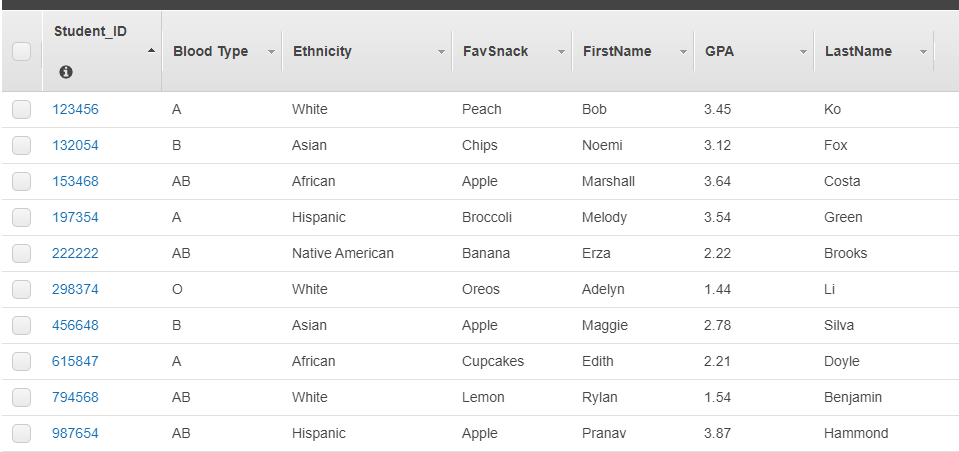 Student_ID Blood Type Ethnicity FavSnack FirstName GPA LastName
123456 A White Peach Bob 3.45 Ko
132054 B Asian Chips Noemi 3.12 Fox
153468 AB African Apple Marshall 3.64 Costa
197354 A Hispanic Broccoli Melody 3.54 Green
222222 AB Native American Banana Erza 2.22 Brooks
298374 O White Oreos Adelyn 1.44 Li
456648 B Asian Apple Maggie 2.78 Silva
615847 A African Cupcakes Edith 2.21 Doyle
794568 AB White Lemon Rylan 1.54 Benjamin
987654 AB Hispanic Apple Pranav 3.87 Hammond